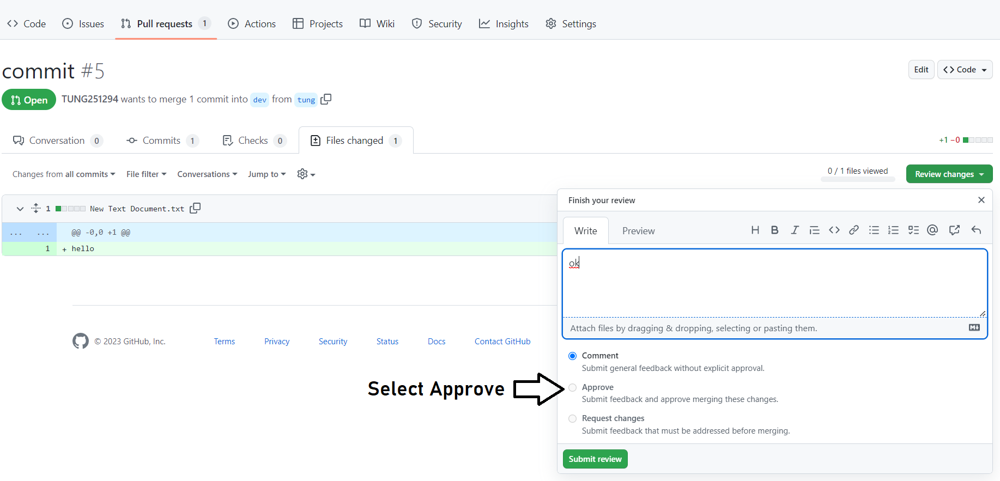 Code Issues Pull requests 1 Actions Projects Wiki Security Insights Settings
commit #5
Edit Code
Open TUNG251294 wants to merge 1 commit into dev from tung
Conversation 0 Commits 1 Checks 0 Files changed 1 +1 −0
Changes from all commits File filter Conversations Jump to 0 / 1 files viewed Review changes
1 New Text Document.txt
Finish your review
... ... @@ -0,0 +1 @@
1 + hello
Write Preview
ok
Attach files by dragging & dropping, selecting or pasting them.
© 2023 GitHub, Inc. Terms Privacy Security Status Docs Contact GitHub
Comment
Submit general feedback without explicit approval.
Select Approve
Approve
Submit feedback and approve merging these changes.
Request changes
Submit feedback that must be addressed before merging.
Submit review